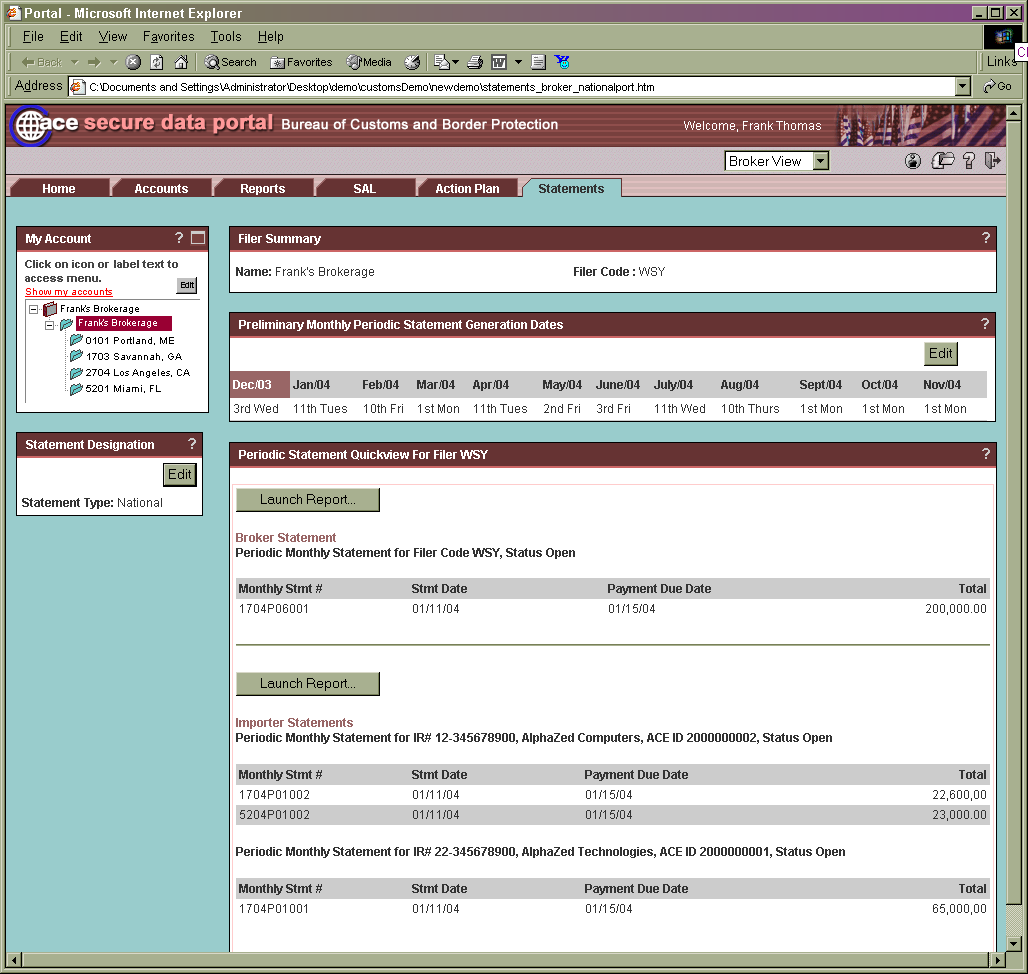 Portal - Microsoft Internet Explorer
File Edit View Favorites Tools Help
Back Search Favorites Media Links
Address C:\Documents and Settings\Administrator\Desktop\demo\customsDemo\newdemo\statements_broker_nationalport.htm Go
ace secure data portal Bureau of Customs and Border Protection Welcome, Frank Thomas
Broker View
Home Accounts Reports SAL Action Plan Statements
My Account ?
Click on icon or label text to
access menu.
Show my accounts Edit
Frank's Brokerage
Frank's Brokerage
0101 Portland, ME
1703 Savannah, GA
2704 Los Angeles, CA
5201 Miami, FL
Statement Designation ?
Edit
Statement Type: National
Filer Summary ?
Name: Frank's Brokerage Filer Code : WSY
Preliminary Monthly Periodic Statement Generation Dates ?
Edit
Dec/03 Jan/04 Feb/04 Mar/04 Apr/04 May/04 June/04 July/04 Aug/04 Sept/04 Oct/04 Nov/04
3rd Wed 11th Tues 10th Fri 1st Mon 11th Tues 2nd Fri 3rd Fri 11th Wed 10th Thurs 1st Mon 1st Mon 1st Mon
Periodic Statement Quickview For Filer WSY ?
Launch Report...
Broker Statement
Periodic Monthly Statement for Filer Code WSY, Status Open
Monthly Stmt # Stmt Date Payment Due Date Total
1704P06001 01/11/04 01/15/04 200,000.00
Launch Report...
Importer Statements
Periodic Monthly Statement for IR# 12-345678900, AlphaZed Computers, ACE ID 2000000002, Status Open
Monthly Stmt # Stmt Date Payment Due Date Total
1704P01002 01/11/04 01/15/04 22,600,00
5204P01002 01/11/04 01/15/04 23,000.00
Periodic Monthly Statement for IR# 22-345678900, AlphaZed Technologies, ACE ID 2000000001, Status Open
Monthly Stmt # Stmt Date Payment Due Date Total
1704P01001 01/11/04 01/15/04 65,000,00